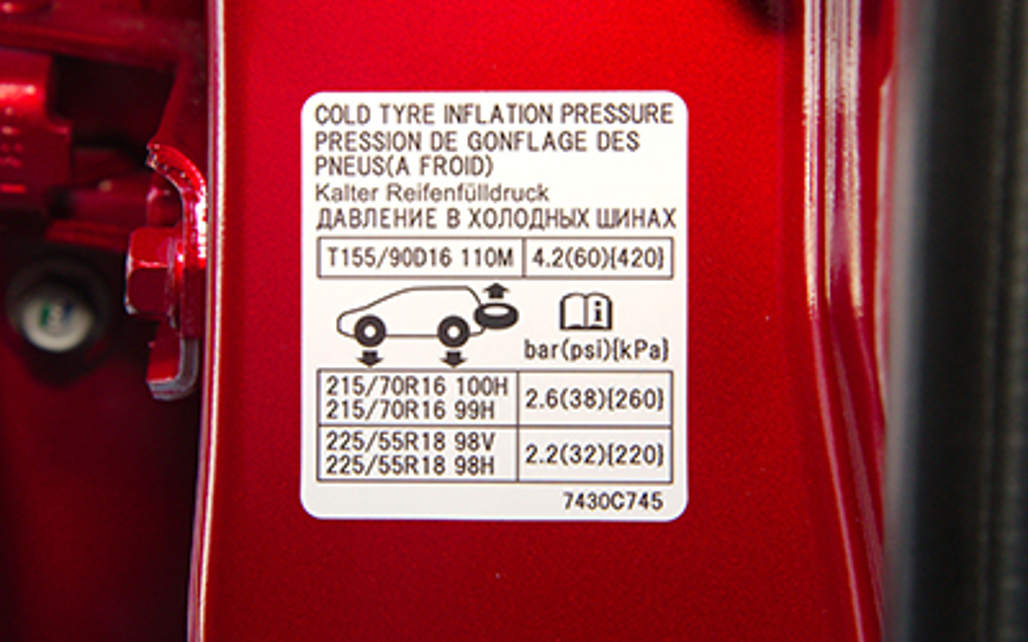 COLD TYRE INFLATION PRESSURE
PRESSION DE GONFLAGE DES
PNEUS(A FROID)
Kalter Reifenfülldruck
ДАВЛЕНИЕ В ХОЛОДНЫХ ШИНАХ
T155/90D16 110M 4.2(60){420}
i
bar(psi){kPa}
215/70R16 100H
215/70R16 99H
2.6(38){260}
225/55R18 98V
225/55R18 98H
2.2(32){220}
7430C745